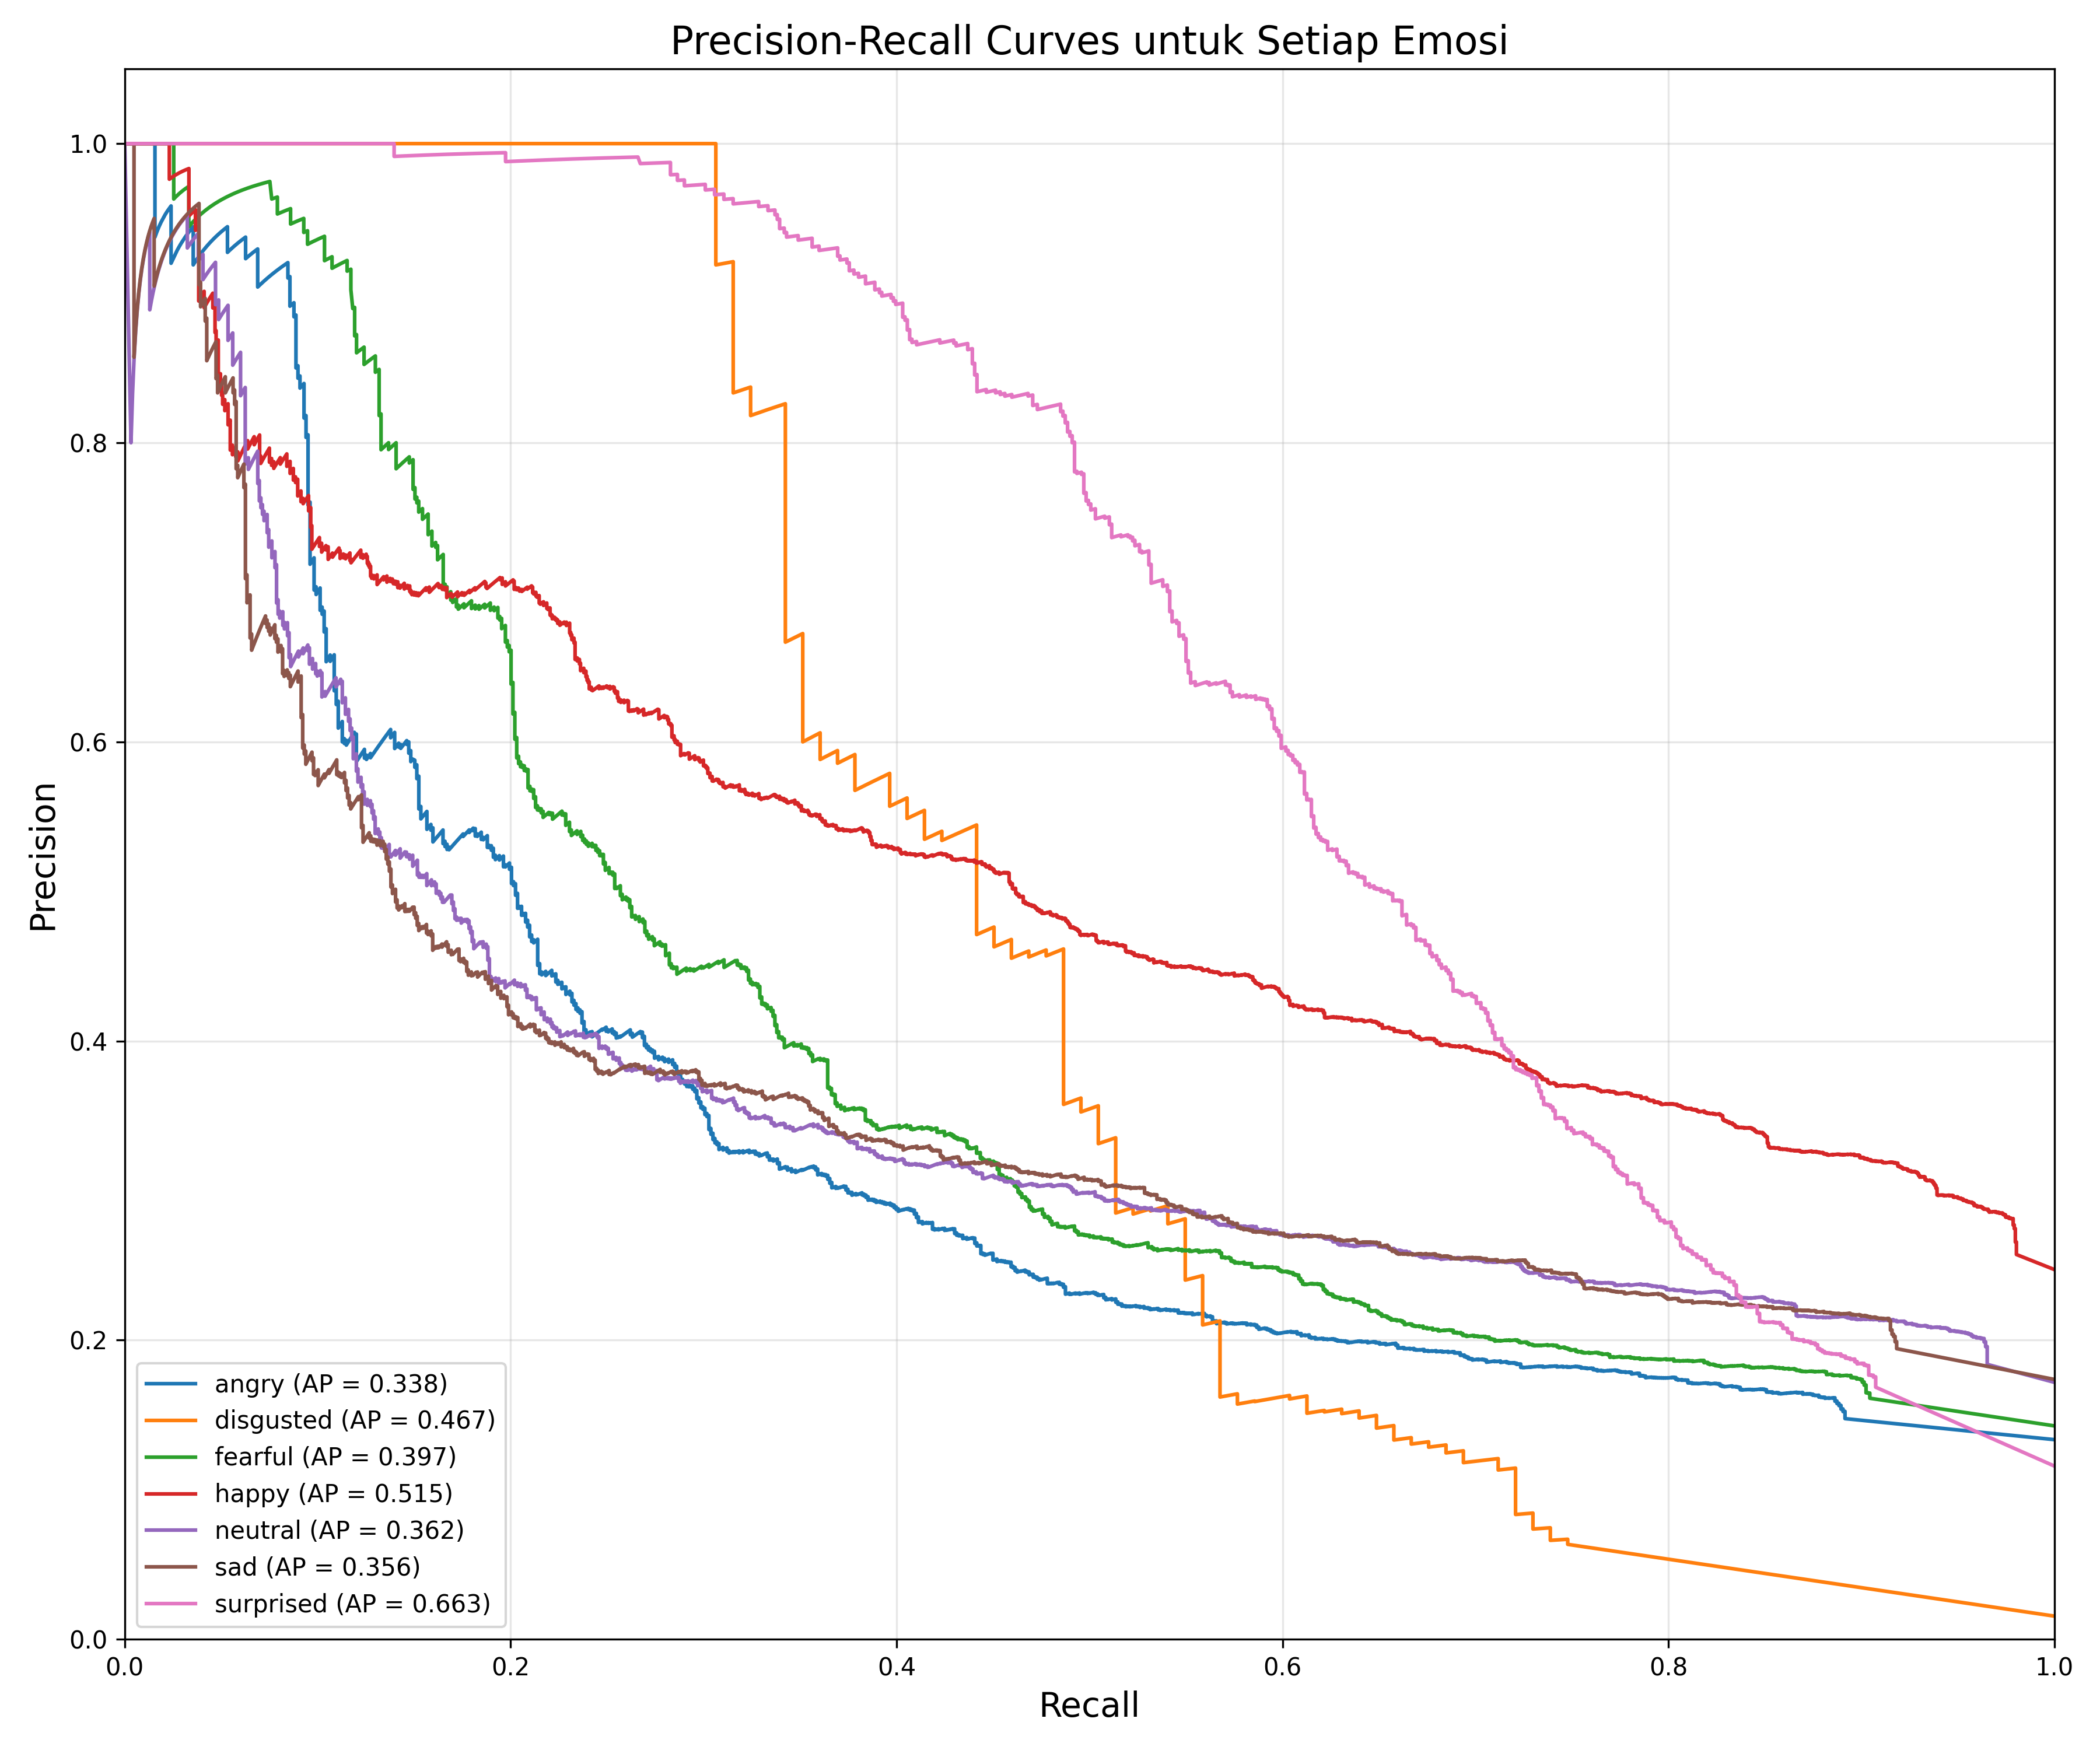 Precision-Recall Curves untuk Setiap Emosi
Precision
1.0
0.8
0.6
0.4
0.2
0.0
angry (AP = 0.338)
disgusted (AP = 0.467)
fearful (AP = 0.397)
happy (AP = 0.515)
neutral (AP = 0.362)
sad (AP = 0.356)
surprised (AP = 0.663)
0.0 0.2 0.4 0.6 0.8 1.0
Recall